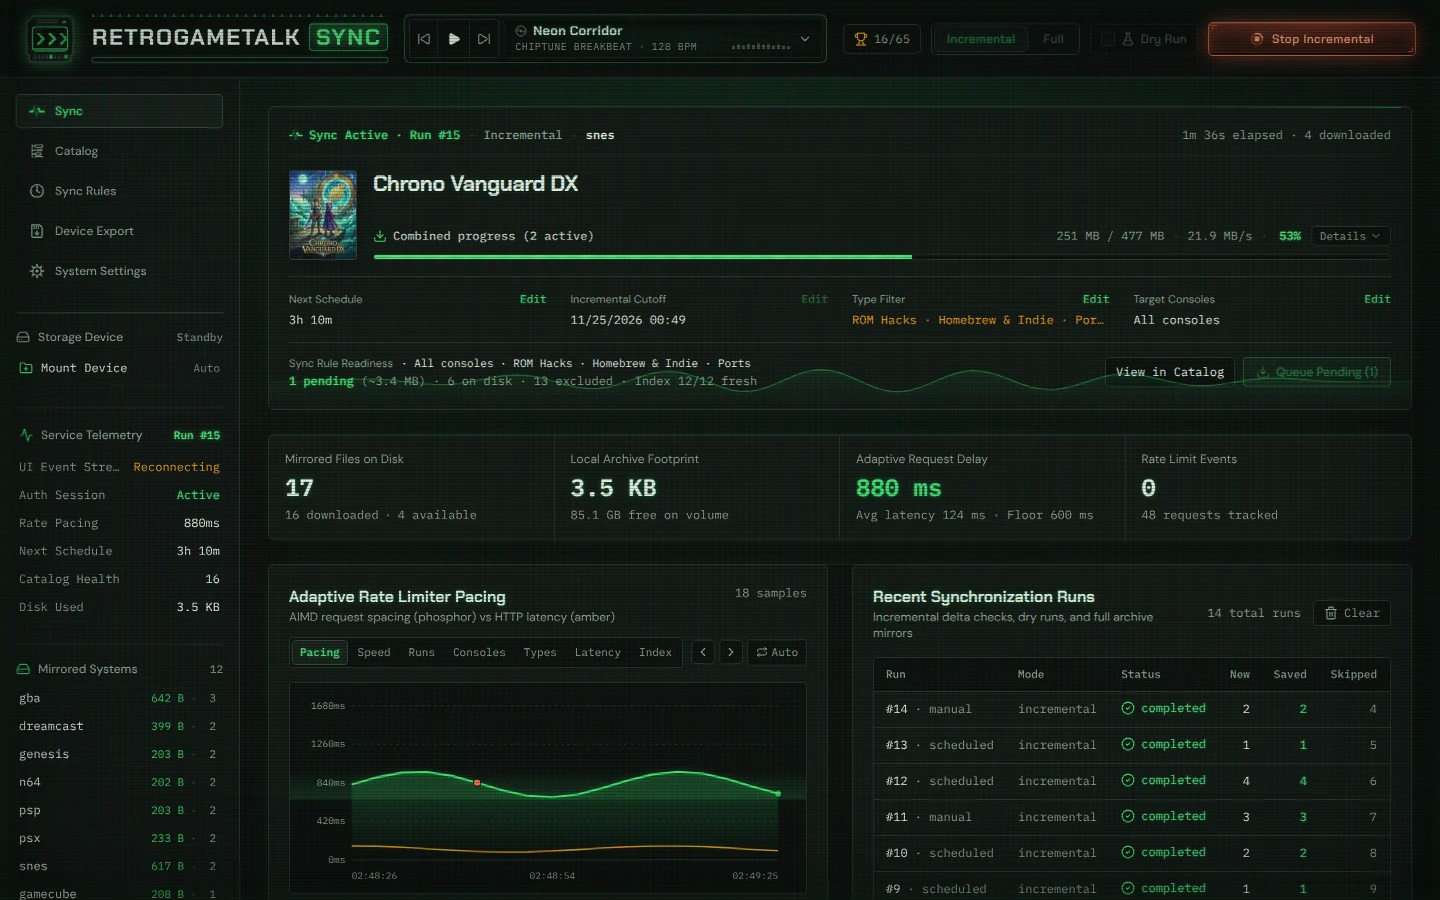 RETROGAMETALK SYNC
Neon Corridor
CHIPTUNE BREAKBEAT · 128 BPM
16/65
Incremental
Full
Dry Run
Stop Incremental
Sync
Catalog
Sync Rules
Device Export
System Settings
Storage Device Standby
Mount Device Auto
Service Telemetry Run #15
UI Event Stre… Reconnecting
Auth Session Active
Rate Pacing 880ms
Next Schedule 3h 10m
Catalog Health 16
Disk Used 3.5 KB
Mirrored Systems 12
gba 642 B · 3
dreamcast 399 B · 2
genesis 203 B · 2
n64 202 B · 2
psp 203 B · 2
psx 233 B · 2
snes 617 B · 2
gamecube 208 B · 1
Sync Active · Run #15 · Incremental · snes
1m 36s elapsed · 4 downloaded
CHRONO
VANGUARD DX
Chrono Vanguard DX
Combined progress (2 active)
251 MB / 477 MB · 21.9 MB/s · 53% Details
Next Schedule Edit
3h 10m
Incremental Cutoff Edit
11/25/2026 00:49
Type Filter Edit
ROM Hacks · Homebrew & Indie · Por…
Target Consoles Edit
All consoles
Sync Rule Readiness · All consoles · ROM Hacks · Homebrew & Indie · Ports
1 pending (~3.4 MB) · 6 on disk · 13 excluded · Index 12/12 fresh
View in Catalog
Queue Pending (1)
Mirrored Files on Disk
17
16 downloaded · 4 available
Local Archive Footprint
3.5 KB
85.1 GB free on volume
Adaptive Request Delay
880 ms
Avg latency 124 ms · Floor 600 ms
Rate Limit Events
0
48 requests tracked
Adaptive Rate Limiter Pacing
18 samples
AIMD request spacing (phosphor) vs HTTP latency (amber)
Pacing Speed Runs Consoles Types Latency Index
Auto
1680ms
1260ms
840ms
420ms
0ms
02:48:26 02:48:54 02:49:25
Recent Synchronization Runs
Incremental delta checks, dry runs, and full archive
mirrors
14 total runs
Clear
Run Mode Status New Saved Skipped
#14 · manual incremental completed 2 2 4
#13 · scheduled incremental completed 1 1 5
#12 · scheduled incremental completed 4 4 6
#11 · manual incremental completed 3 3 7
#10 · scheduled incremental completed 2 2 8
#9 · scheduled incremental completed 1 1 9